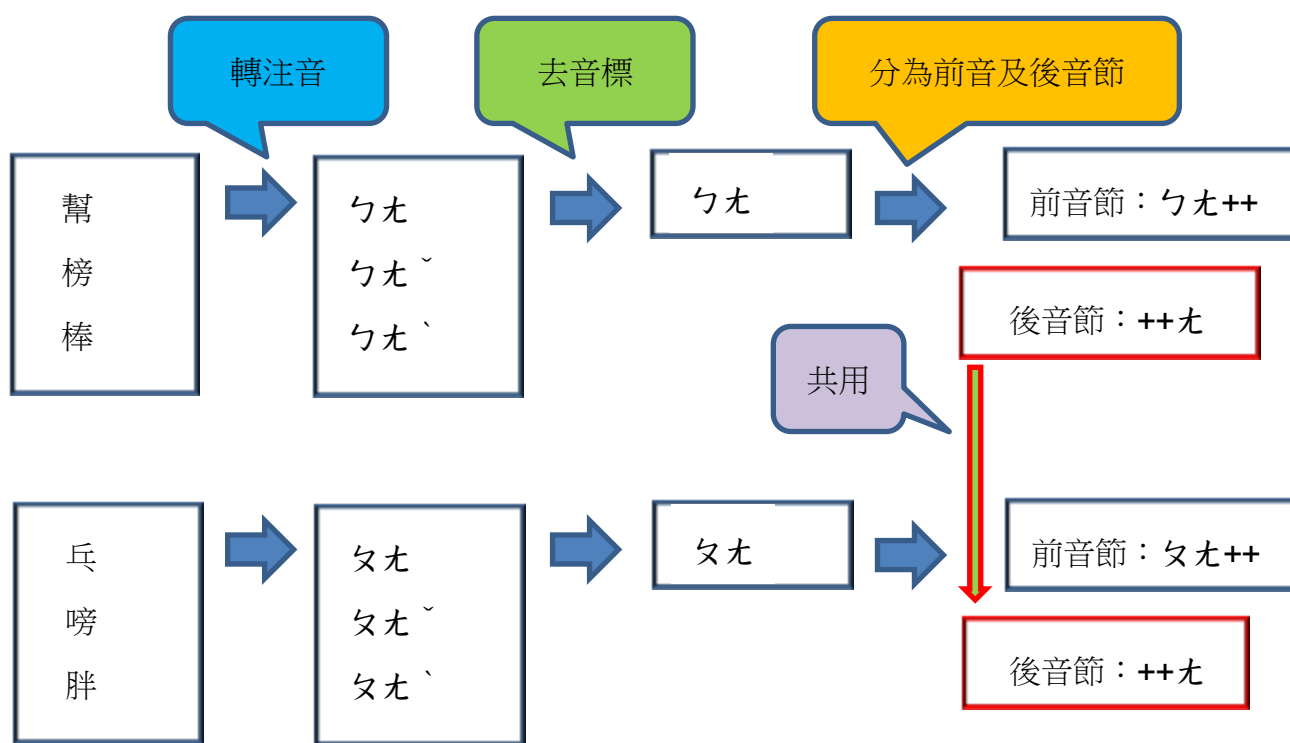 轉注音
去音標
分為前音及後音節
幫
榜
棒
ㄅㄤ
ㄅㄤˇ
ㄅㄤˋ
ㄅㄤ
前音節：ㄅㄤ++
後音節：++ㄤ
共用
乓
嗙
胖
ㄆㄤ
ㄆㄤˇ
ㄆㄤˋ
ㄆㄤ
前音節：ㄆㄤ++
後音節：++ㄤ